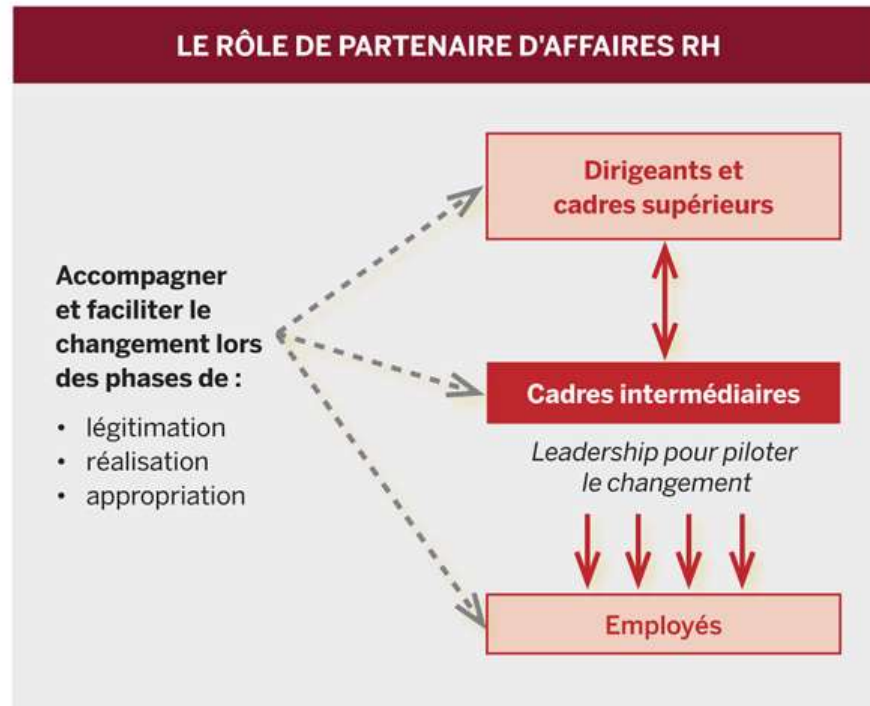 LE RÔLE DE PARTENAIRE D'AFFAIRES RH
Accompagner
et faciliter le
changement lors
des phases de :
• légitimation
• réalisation
• appropriation
Dirigeants et
cadres supérieurs
Cadres intermédiaires
Leadership pour piloter
le changement
Employés